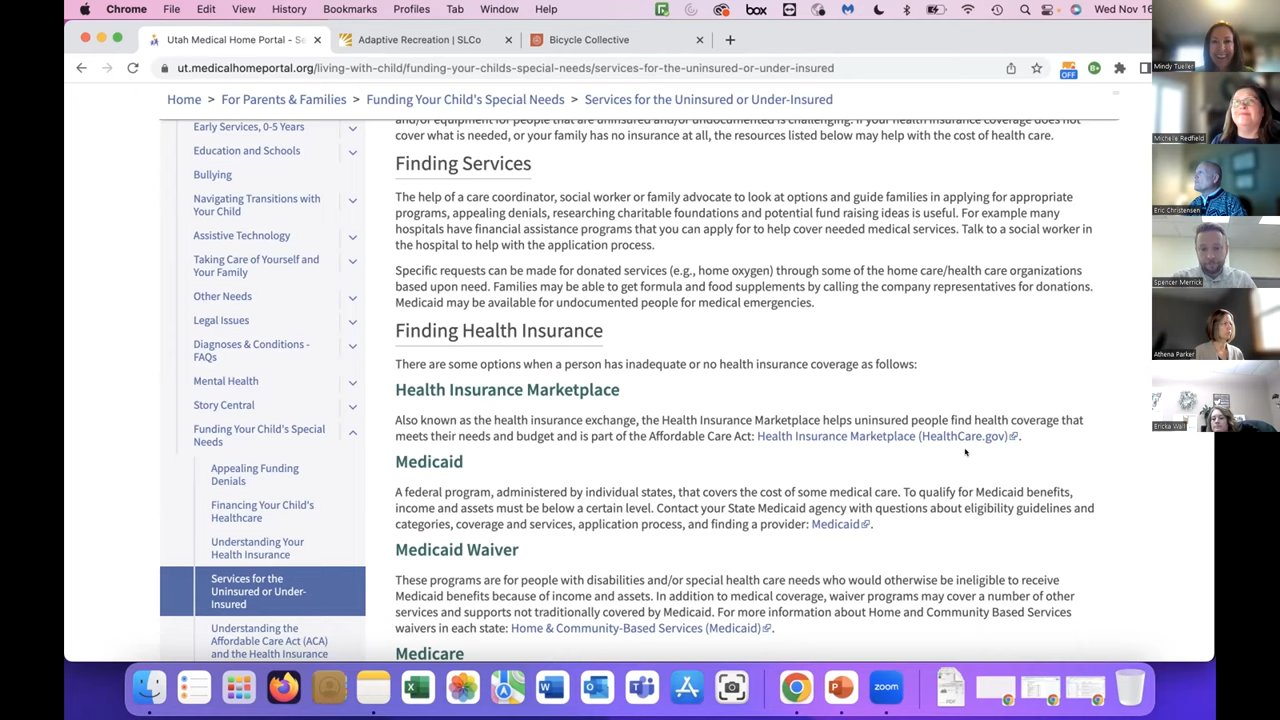 Chrome File Edit View History Bookmarks Profiles Tab Window Help
box
Wed Nov 16
Utah Medical Home Portal - Se
Adaptive Recreation | SLCo
Bicycle Collective
ut.medicalhomeportal.org/living-with-child/funding-your-childs-special-needs/services-for-the-uninsured-or-under-insured
OFF
Home > For Parents & Families > Funding Your Child's Special Needs > Services for the Uninsured or Under-Insured
Early Services, 0-5 Years
Education and Schools
Bullying
Navigating Transitions with
Your Child
Assistive Technology
Taking Care of Yourself and
Your Family
Other Needs
Legal Issues
Diagnoses & Conditions -
FAQs
Mental Health
Story Central
Funding Your Child's Special
Needs
Appealing Funding
Denials
Financing Your Child's
Healthcare
Understanding Your
Health Insurance
Services for the
Uninsured or Under-
Insured
Understanding the
Affordable Care Act (ACA)
and the Health Insurance
and/or equipment for people that are uninsured and/or undocumented is challenging. If your health insurance coverage does not
cover what is needed, or your family has no insurance at all, the resources listed below may help with the cost of health care.
Finding Services
The help of a care coordinator, social worker or family advocate to look at options and guide families in applying for appropriate
programs, appealing denials, researching charitable foundations and potential fund raising ideas is useful. For example many
hospitals have financial assistance programs that you can apply for to help cover needed medical services. Talk to a social worker in
the hospital to help with the application process.
Specific requests can be made for donated services (e.g., home oxygen) through some of the home care/health care organizations
based upon need. Families may be able to get formula and food supplements by calling the company representatives for donations.
Medicaid may be available for undocumented people for medical emergencies.
Finding Health Insurance
There are some options when a person has inadequate or no health insurance coverage as follows:
Health Insurance Marketplace
Also known as the health insurance exchange, the Health Insurance Marketplace helps uninsured people find health coverage that
meets their needs and budget and is part of the Affordable Care Act: Health Insurance Marketplace (HealthCare.gov).
Medicaid
A federal program, administered by individual states, that covers the cost of some medical care. To qualify for Medicaid benefits,
income and assets must be below a certain level. Contact your State Medicaid agency with questions about eligibility guidelines and
categories, coverage and services, application process, and finding a provider: Medicaid.
Medicaid Waiver
These programs are for people with disabilities and/or special health care needs who would otherwise be ineligible to receive
Medicaid benefits because of income and assets. In addition to medical coverage, waiver programs may cover a number of other
services and supports not traditionally covered by Medicaid. For more information about Home and Community Based Services
waivers in each state: Home & Community-Based Services (Medicaid).
Medicare
Mindy Tueller
Michelle Redfield
Eric Christensen
Spencer Merrick
Athena Parker
Ericka
zoom
PDF